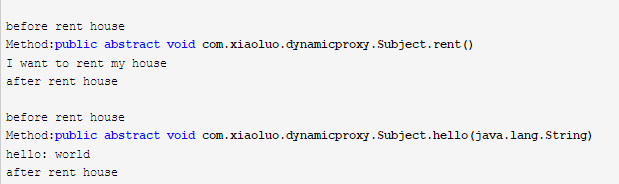 before rent house
Method:public abstract void com.xiaoluo.dynamicproxy.Subject.rent()
I want to rent my house
after rent house
before rent house
Method:public abstract void com.xiaoluo.dynamicproxy.Subject.hello(java.lang.String)
hello: world
after rent house